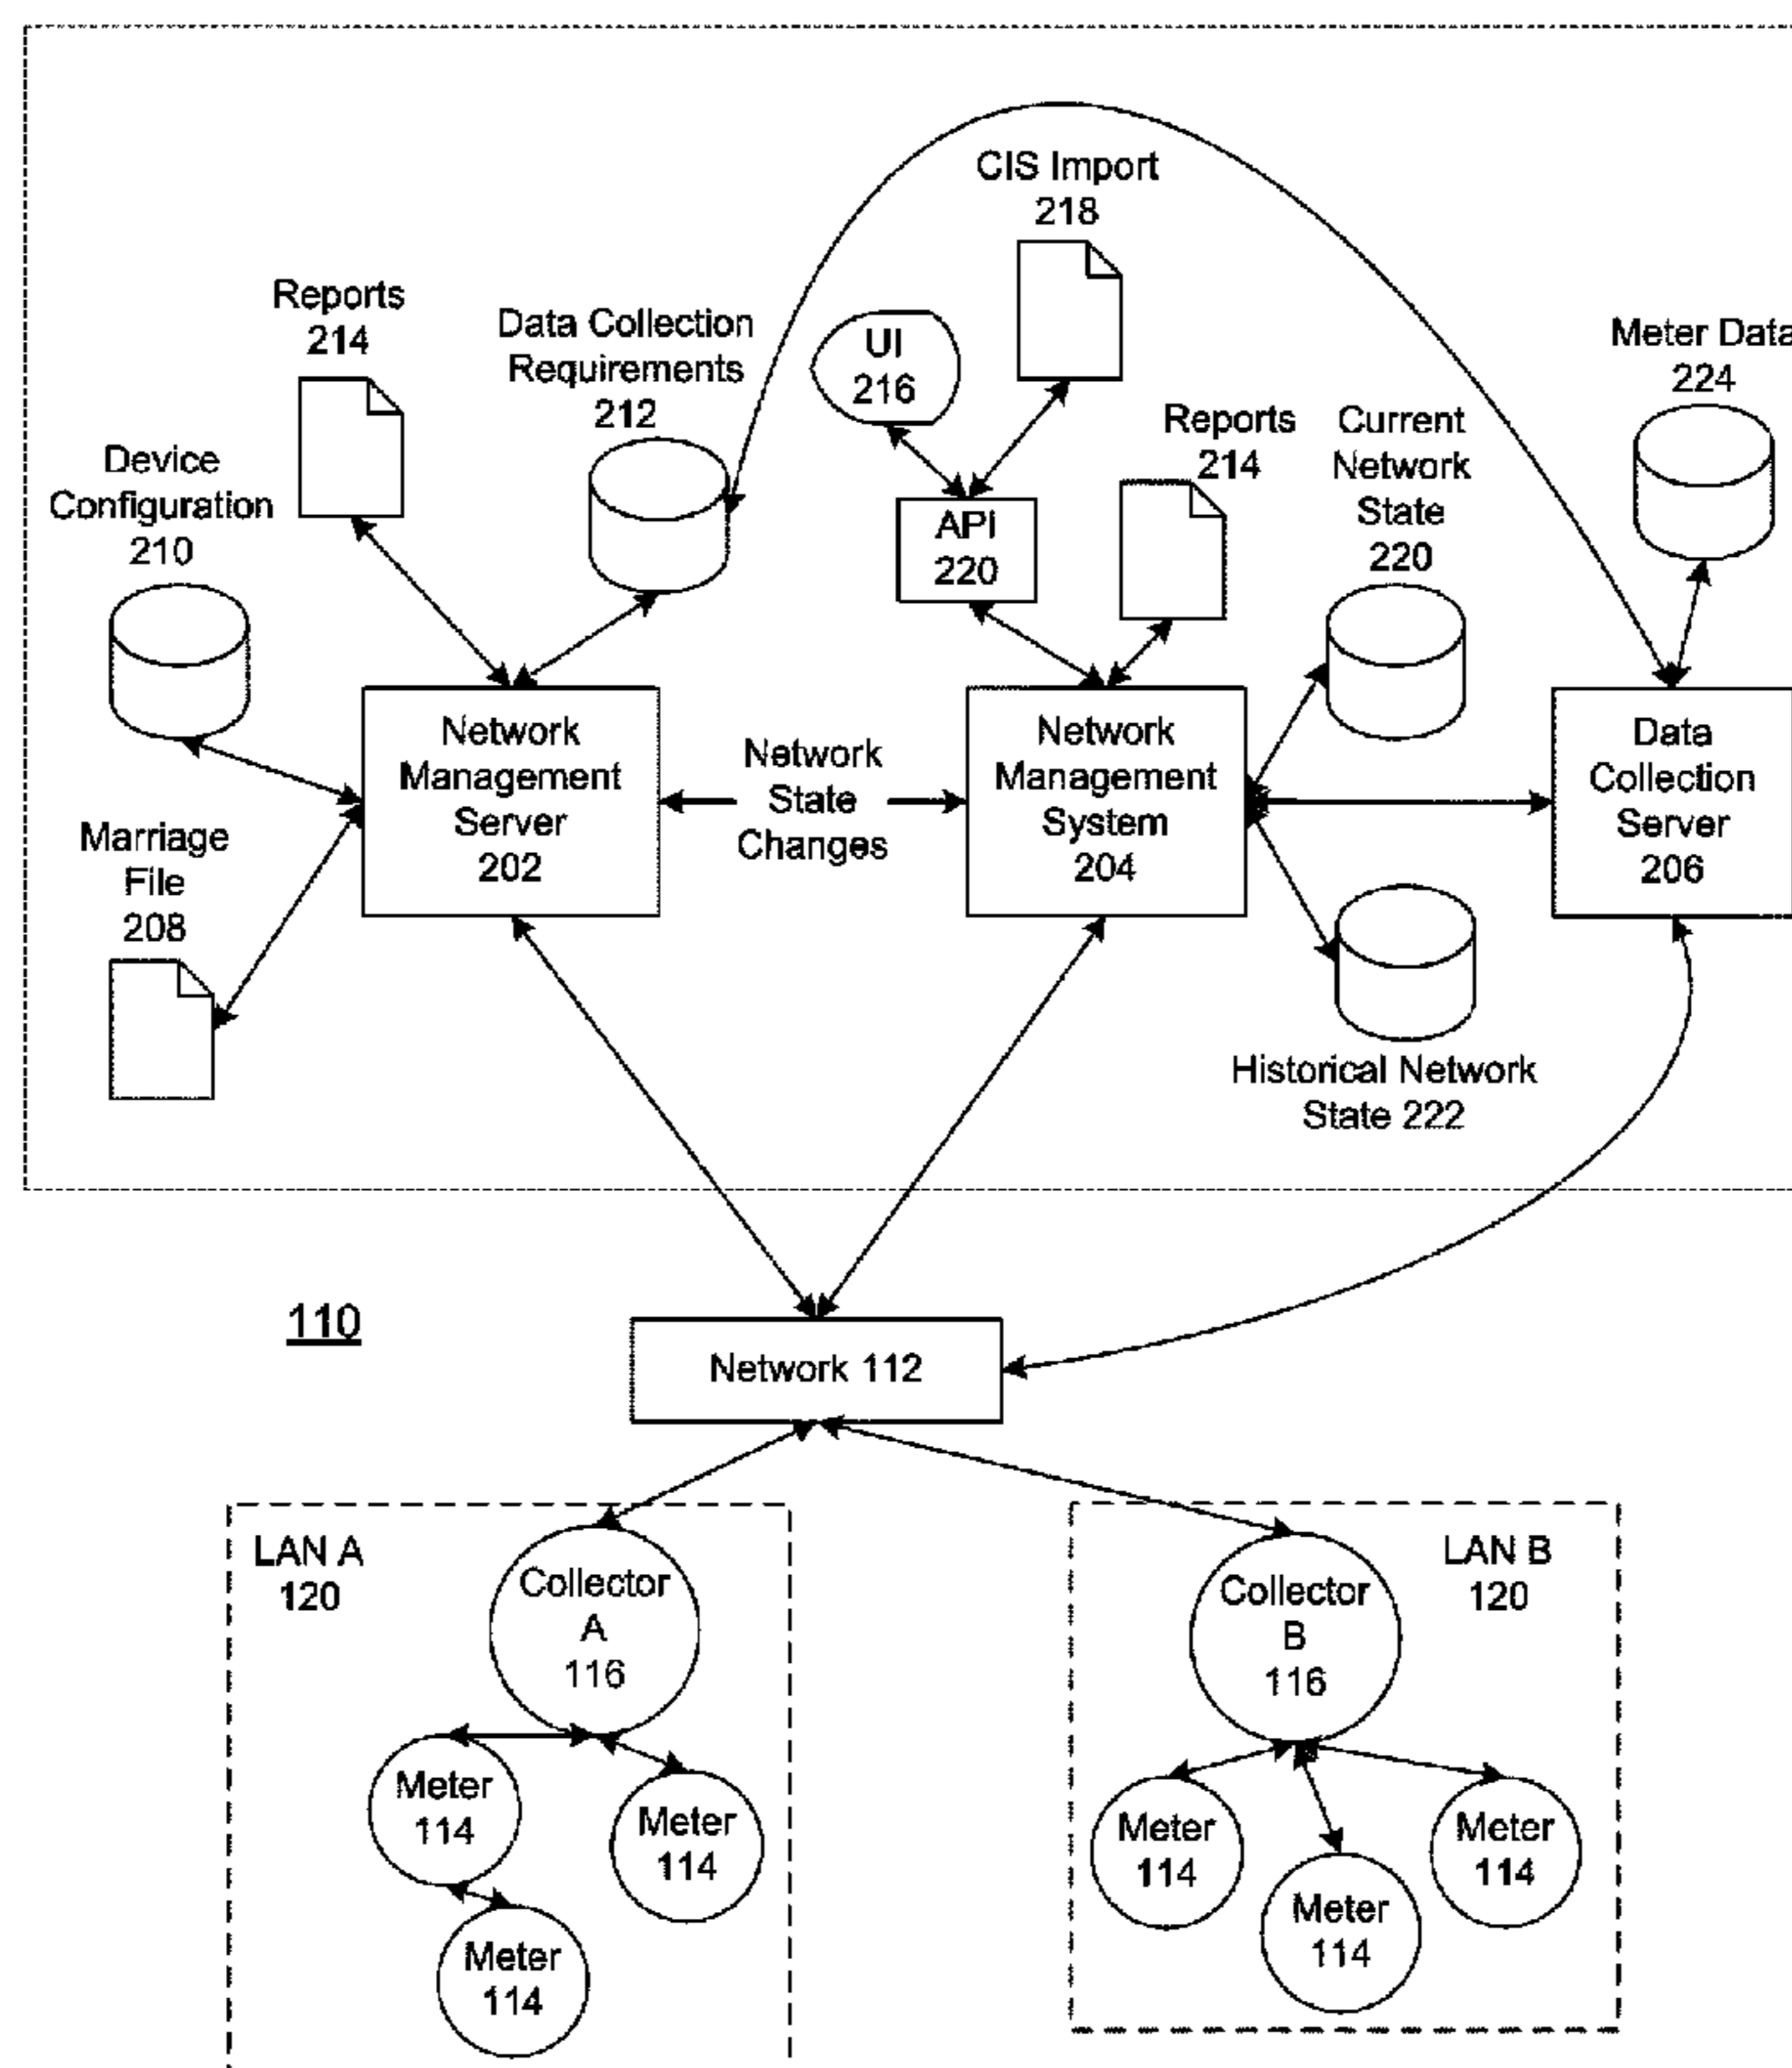 CIS Import
218
Reports
214
Data Collection
Requirements
212
UI
216
Meter Data
224
Device
Configuration
210
API
220
Reports
214
Current
Network
State
220
Network
Management
Server
202
Network
State
Changes
Network
Management
System
204
Data
Collection
Server
206
Marriage
File
208
Historical Network
State 222
110
Network 112
LAN A
120
Collector
A
116
Meter
114
Meter
114
Meter
114
LAN B
120
Collector
B
116
Meter
114
Meter
114
Meter
114